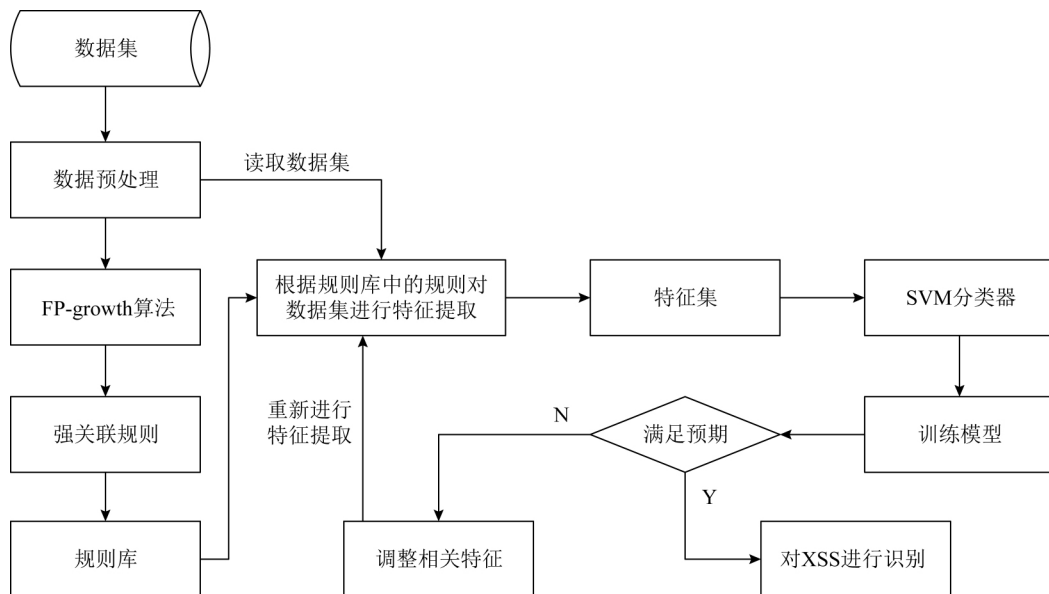 数据集
数据预处理
读取数据集
FP-growth算法
根据规则库中的规则对
数据集进行特征提取
特征集
SVM分类器
强关联规则
重新进行
特征提取
N
满足预期
训练模型
Y
规则库
调整相关特征
对XSS进行识别